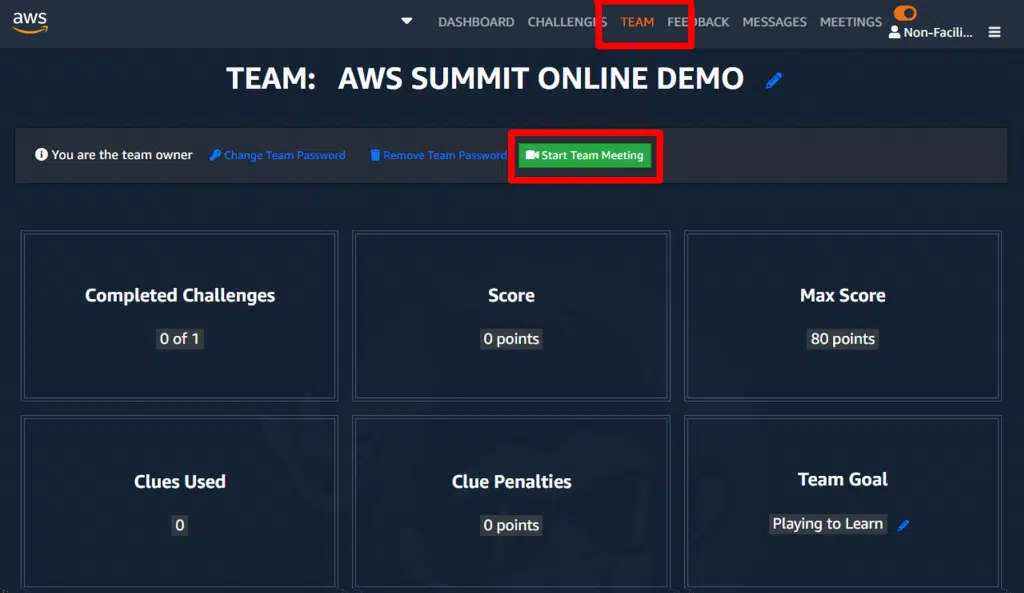 aws
DASHBOARD CHALLENGES TEAM FEEDBACK MESSAGES MEETINGS
Non-Facili...
TEAM: AWS SUMMIT ONLINE DEMO
You are the team owner Change Team Password Remove Team Password Start Team Meeting
Completed Challenges
0 of 1
Score
0 points
Max Score
80 points
Clues Used
0
Clue Penalties
0 points
Team Goal
Playing to Learn